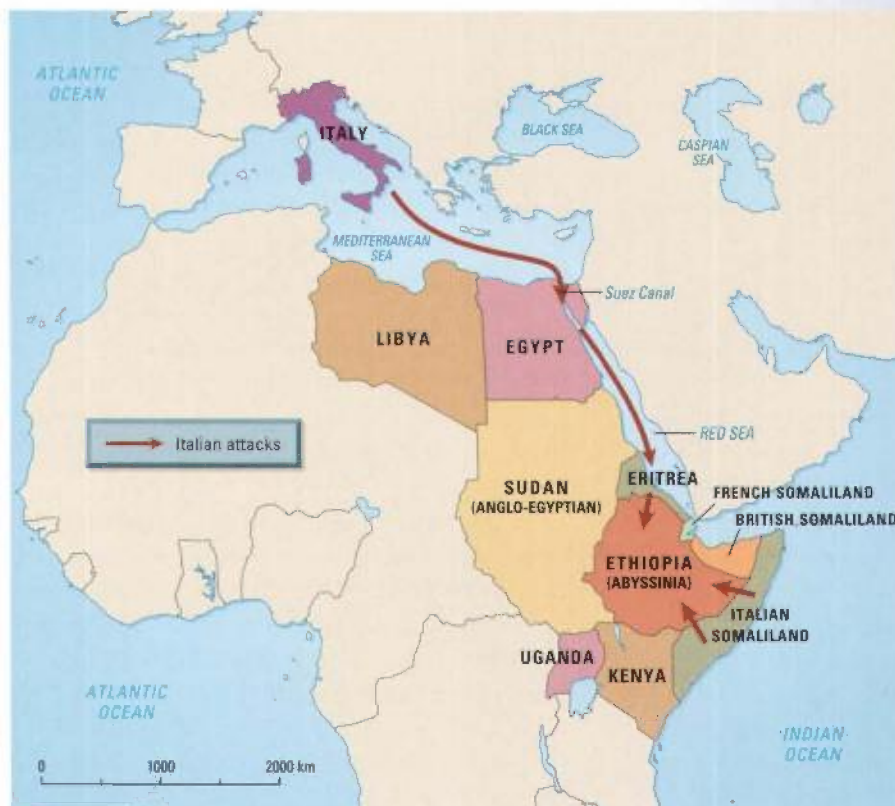 ATLANTIC
OCEAN
ITALY
BLACK SEA
CASPIAN
SEA
MEDITERRANEAN
SEA
Suez Canal
LIBYA
EGYPT
Italian attacks
RED SEA
ERITREA
SUDAN
(ANGLO-EGYPTIAN)
FRENCH SOMALILAND
BRITISH SOMALILAND
ETHIOPIA
(ABYSSINIA)
ITALIAN
SOMALILAND
UGANDA
KENYA
ATLANTIC
OCEAN
INDIAN
OCEAN
0 1000 2000 km